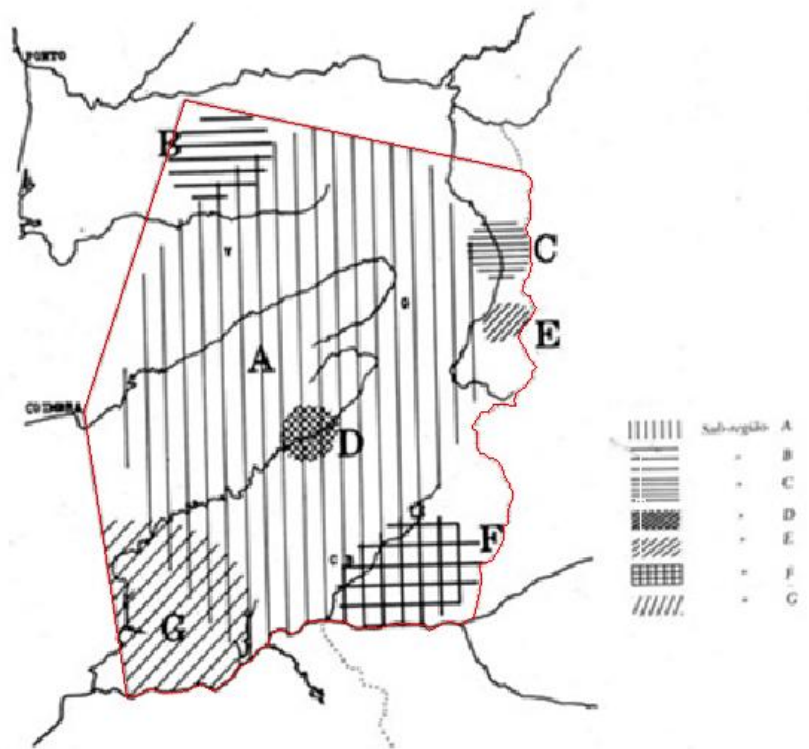 PORTO
B
C
V
G
E
A
COIMBRA
D
F
C B
G
Sub-região A
" B
" C
" D
" E
" F
" G